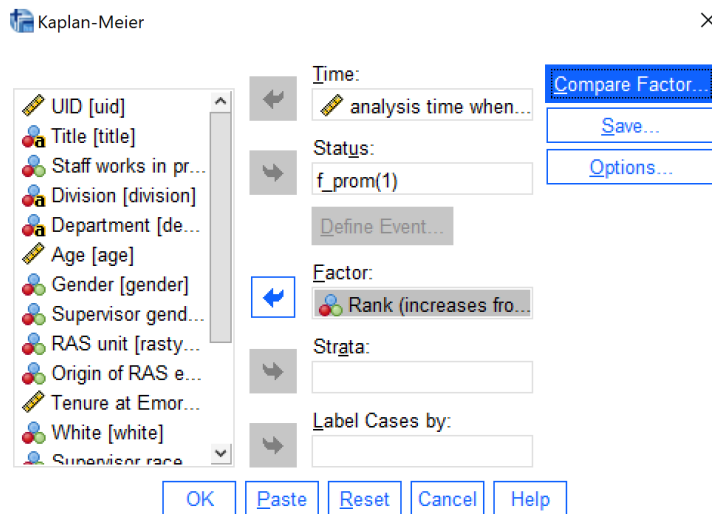 Kaplan-Meier
UID [uid]
Title [title]
Staff works in pr...
Division [division]
Department [de...
Age [age]
Gender [gender]
Supervisor gend...
RAS unit [rasty...
Origin of RAS e...
Tenure at Emor...
White [white]
Supervisor race
Time:
analysis time when...
Status:
f_prom(1)
Define Event...
Factor:
Rank (increases fro...
Strata:
Label Cases by:
Compare Factor...
Save...
Options...
OK Paste Reset Cancel Help